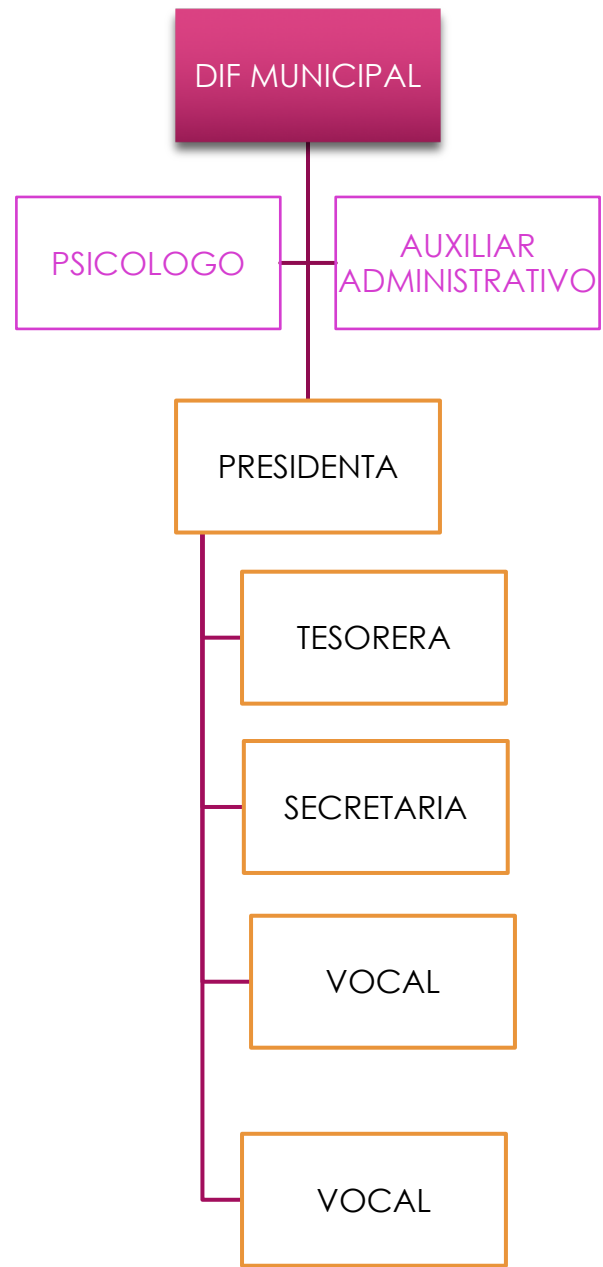 DIF MUNICIPAL
PSICOLOGO
AUXILIAR
ADMINISTRATIVO
PRESIDENTA
TESORERA
SECRETARIA
VOCAL
VOCAL